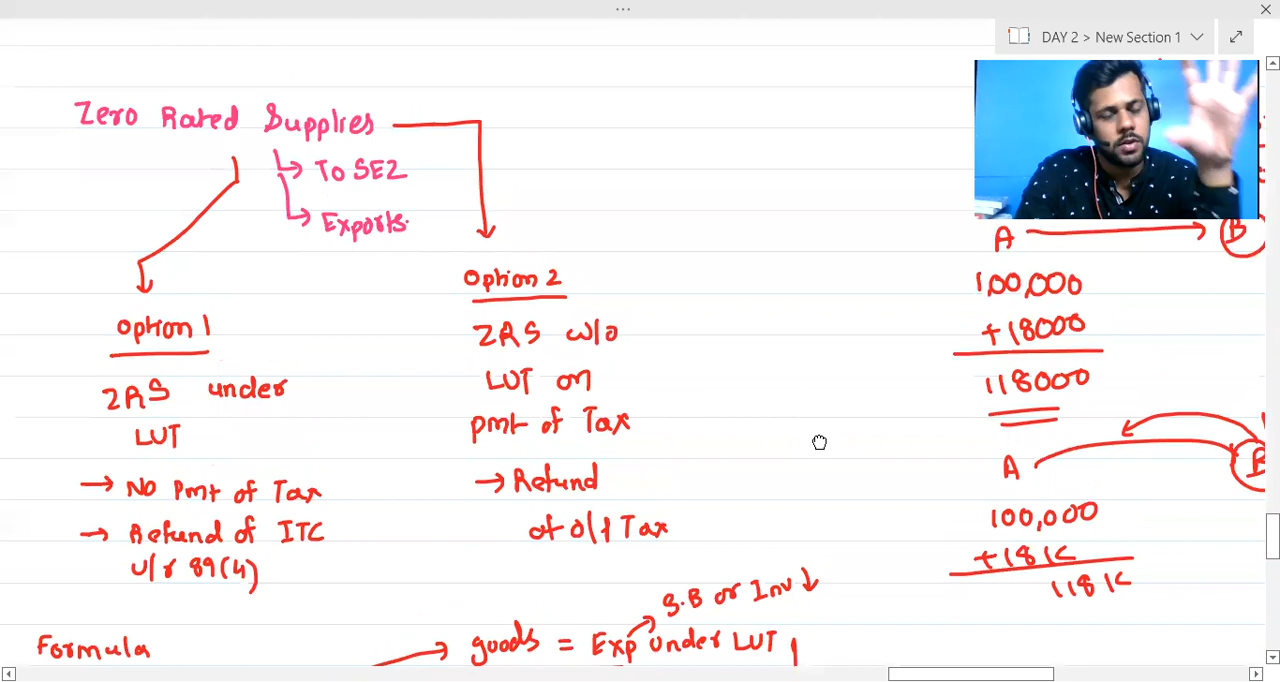 DAY 2 > New Section 1
Zero Rated Supplies
→ To SEZ
→ Exports.
Option 1
ZRS under
LUT
→ No Pmt of Tax
→ Refund of ITC
u/r 89(4)
Option 2
ZRS w/o
LUT on
pmt of Tax
→ Refund
of o/p Tax
A → B
1,00,000
+18000
118000
A B
100,000
+18K
118K
Formula
goods = Exp under LUT
S.B or Inv ↓